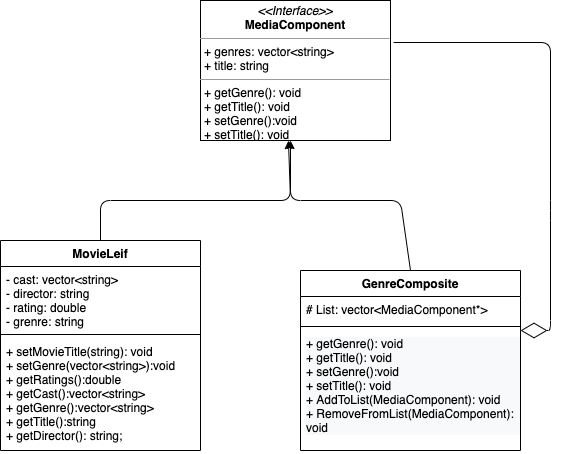 <<Interface>>
MediaComponent
+ genres: vector<string>
+ title: string
+ getGenre(): void
+ getTitle(): void
+ setGenre():void
+ setTitle(): void
MovieLeif
- cast: vector<string>
- director: string
- rating: double
- grenre: string
+ setMovieTitle(string): void
+ setGenre(vector<string>):void
+ getRatings():double
+ getCast():vector<string>
+ getGenre():vector<string>
+ getTitle():string
+ getDirector(): string;
GenreComposite
# List: vector<MediaComponent*>
+ getGenre(): void
+ getTitle(): void
+ setGenre():void
+ setTitle(): void
+ AddToList(MediaComponent): void
+ RemoveFromList(MediaComponent):
void